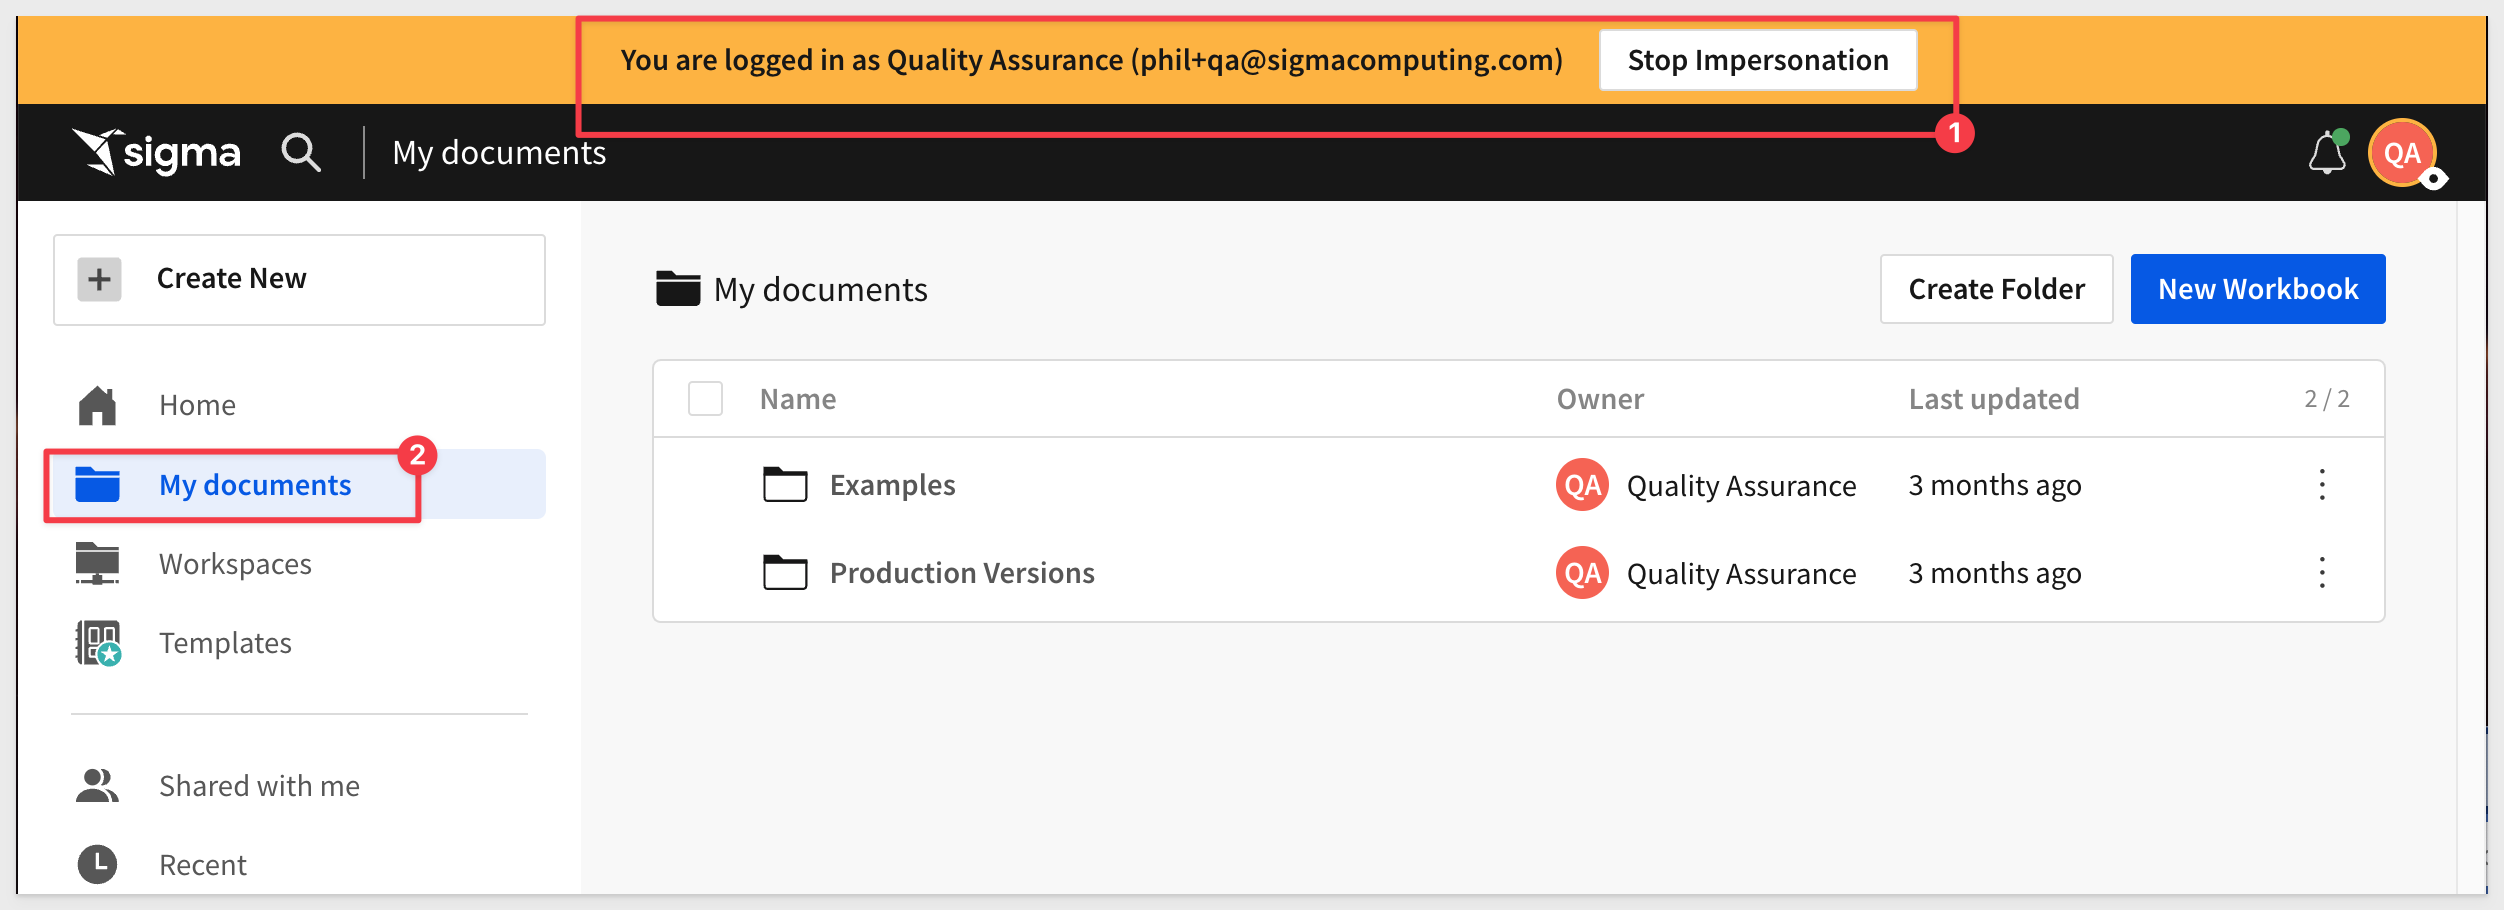 You are logged in as Quality Assurance (phil+qa@sigmacomputing.com) Stop Impersonation
1
sigma My documents QA
Create New
Home
2
My documents
Workspaces
Templates
Shared with me
Recent
My documents Create Folder New Workbook
Name Owner Last updated 2 / 2
Examples QA Quality Assurance 3 months ago
Production Versions QA Quality Assurance 3 months ago